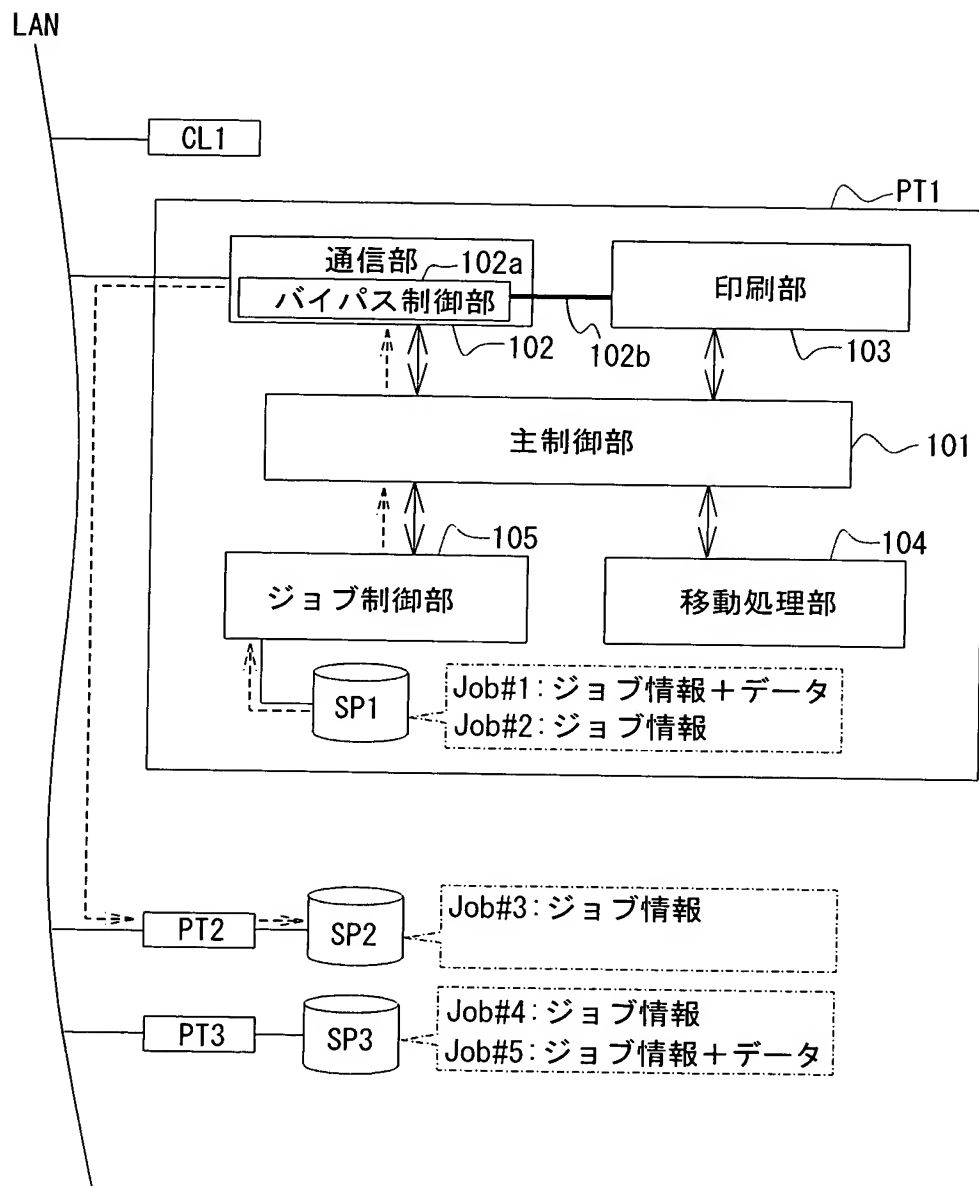 LAN
CL1
PT1
通信部
102a
バイパス制御部
印刷部
102
102b
103
主制御部
101
105
104
ジョブ制御部
移動処理部
SP1
Job#1:ジョブ情報+データ
Job#2:ジョブ情報
PT2
SP2
Job#3:ジョブ情報
PT3
SP3
Job#4:ジョブ情報
Job#5:ジョブ情報+データ